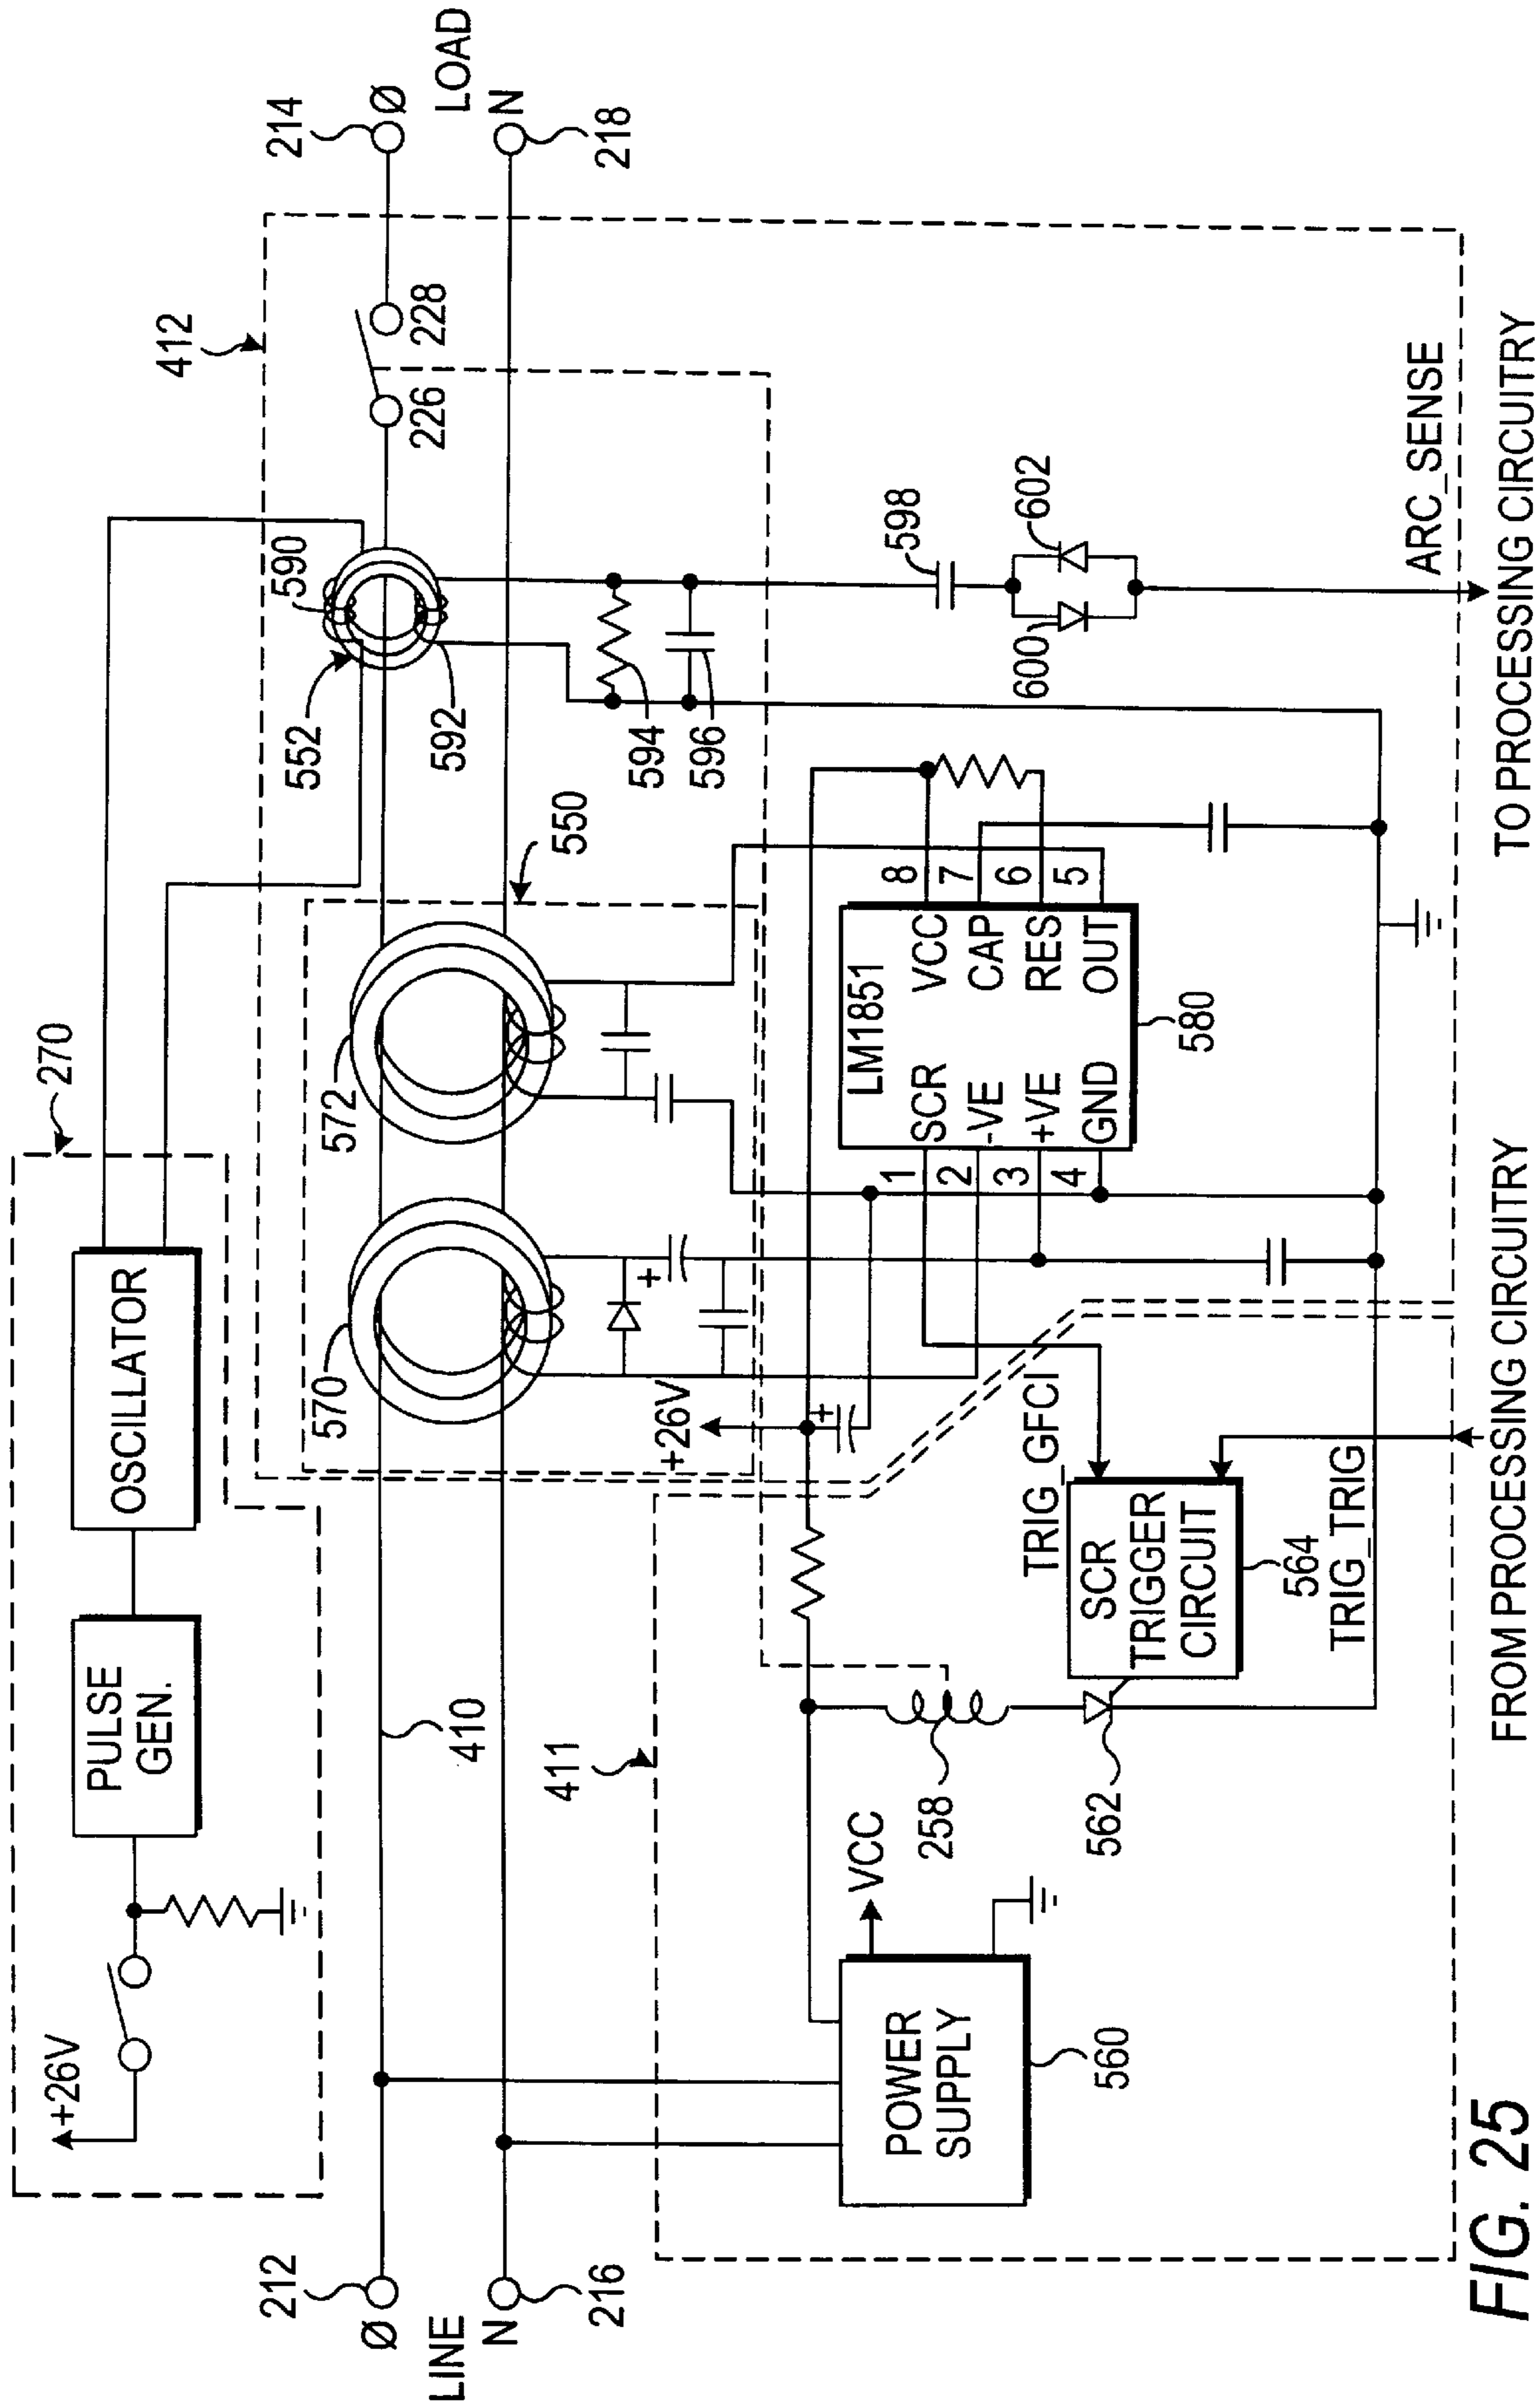 +26V
PULSE
GEN.
OSCILLATOR
270
212
Ø
LINE
N
216
410
570
572
550
552
590
592
412
226
228
214
Ø
LOAD
N
218
594
596
598
600
602
411
+26V
POWER
SUPPLY
560
VCC
258
562
SCR
TRIGGER
CIRCUIT
564
TRIG_GFCI
TRIG_TRIG
LM1851
SCR
-VE
+VE
GND
VCC
CAP
RES
OUT
1
2
3
4
8
7
6
5
580
ARC_SENSE
FROM PROCESSING CIRCUITRY
TO PROCESSING CIRCUITRY
FIG. 25